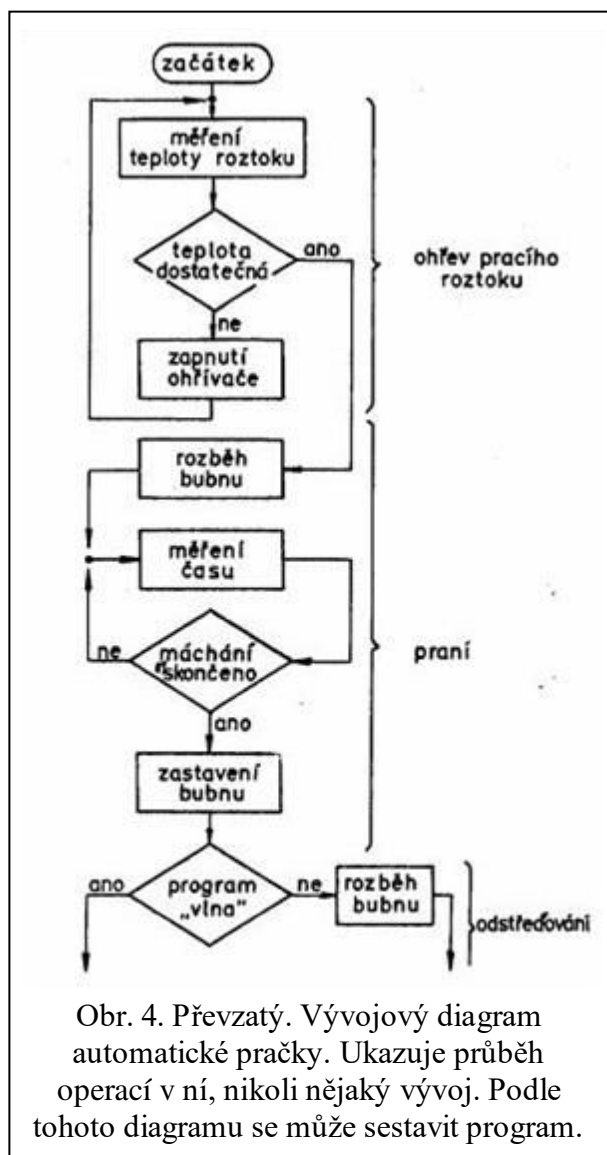 začátek
měření
teploty roztoku
teplota
dostatečná
ano
ne
zapnutí
ohřívače
ohřev pracího
roztoku
rozběh
bubnu
měření
času
ne
máchání
skončeno
ano
zastavení
bubnu
praní
ano
program
„vlna"
ne
rozběh
bubnu
odstřeďování
Obr. 4. Převzatý. Vývojový diagram
automatické pračky. Ukazuje průběh
operací v ní, nikoli nějaký vývoj. Podle
tohoto diagramu se může sestavit program.